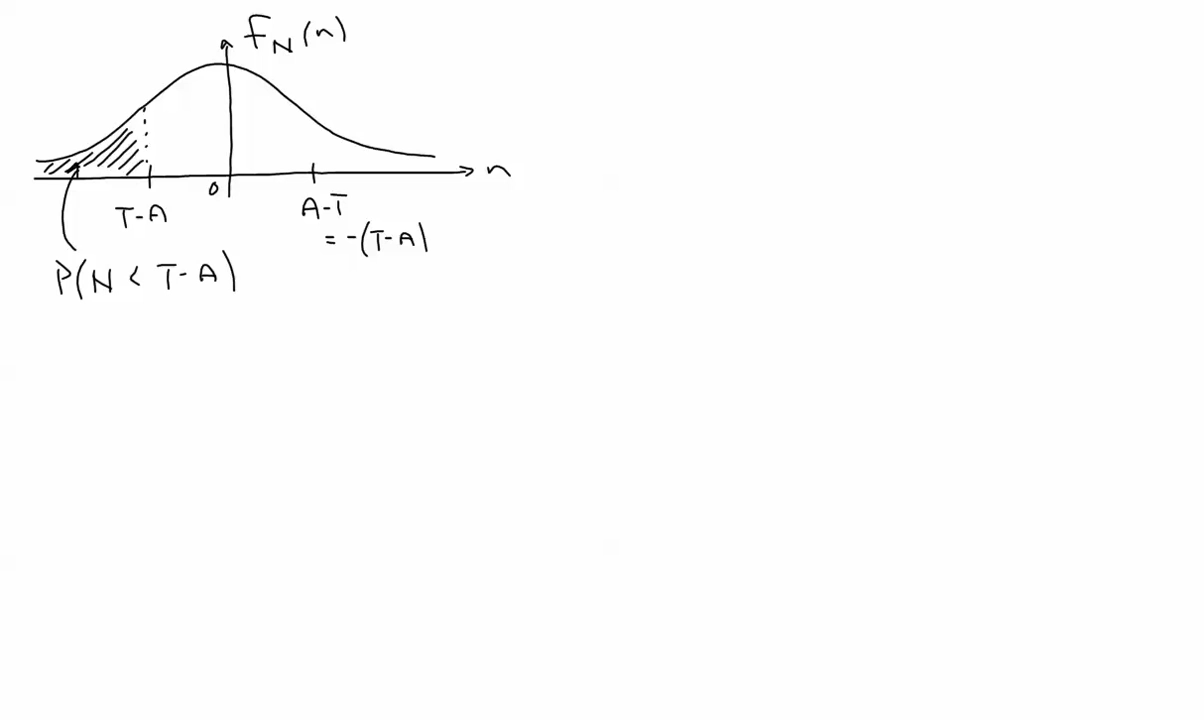 f_N(n)
n
0
T-A
A-T
= -(T-A)
P(N < T-A)